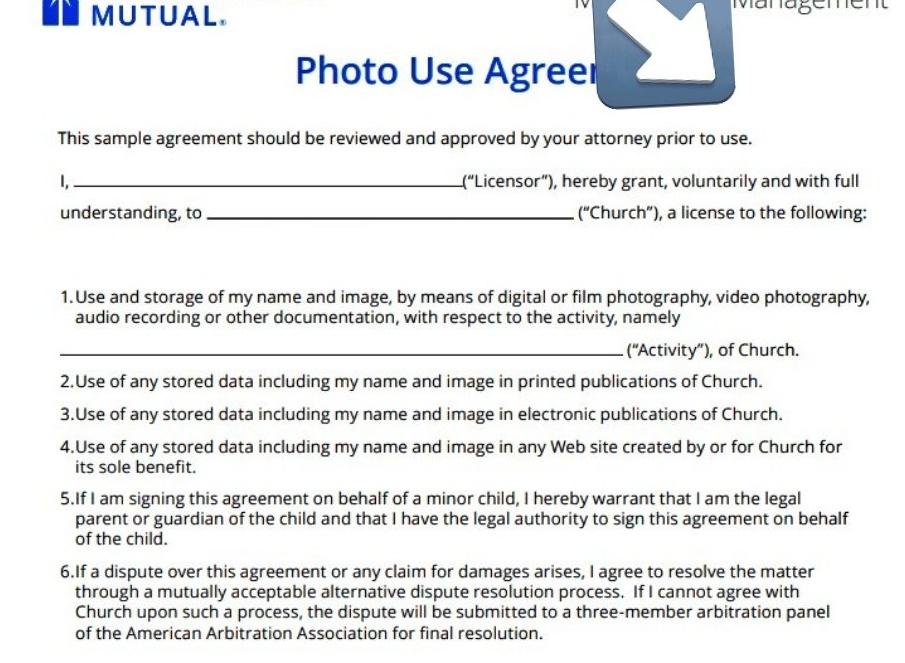 MUTUAL®
Photo Use
This sample agreement should be reviewed and approved by your attorney prior to use.
I, ("Licensor"), hereby grant, voluntarily and with full
understanding, to ("Church"), a license to the following:
1.Use and storage of my name and image, by means of digital or film photography, video photography,
audio recording or other documentation, with respect to the activity, namely
("Activity"), of Church.
2.Use of any stored data including my name and image in printed publications of Church.
3.Use of any stored data including my name and image in electronic publications of Church.
4.Use of any stored data including my name and image in any Web site created by or for Church for
its sole benefit.
5.If I am signing this agreement on behalf of a minor child, I hereby warrant that I am the legal
parent or guardian of the child and that I have the legal authority to sign this agreement on behalf
of the child.
6.If a dispute over this agreement or any claim for damages arises, I agree to resolve the matter
through a mutually acceptable alternative dispute resolution process. If I cannot agree with
Church upon such a process, the dispute will be submitted to a three-member arbitration panel
of the American Arbitration Association for final resolution.